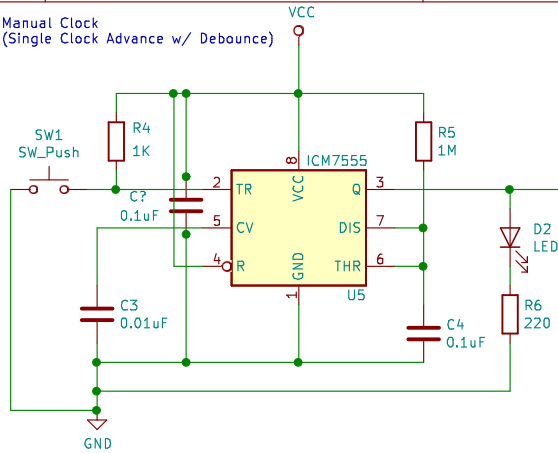 Manual Clock
(Single Clock Advance w/ Debounce)
VCC
SW1
SW_Push
R4
1K
R5
1M
ICM7555
8
VCC
2
TR
Q
3
C?
0.1uF
5
CV
DIS
7
4
R
THR
6
GND
1
U5
D2
LED
C3
0.01uF
C4
0.1uF
R6
220
GND